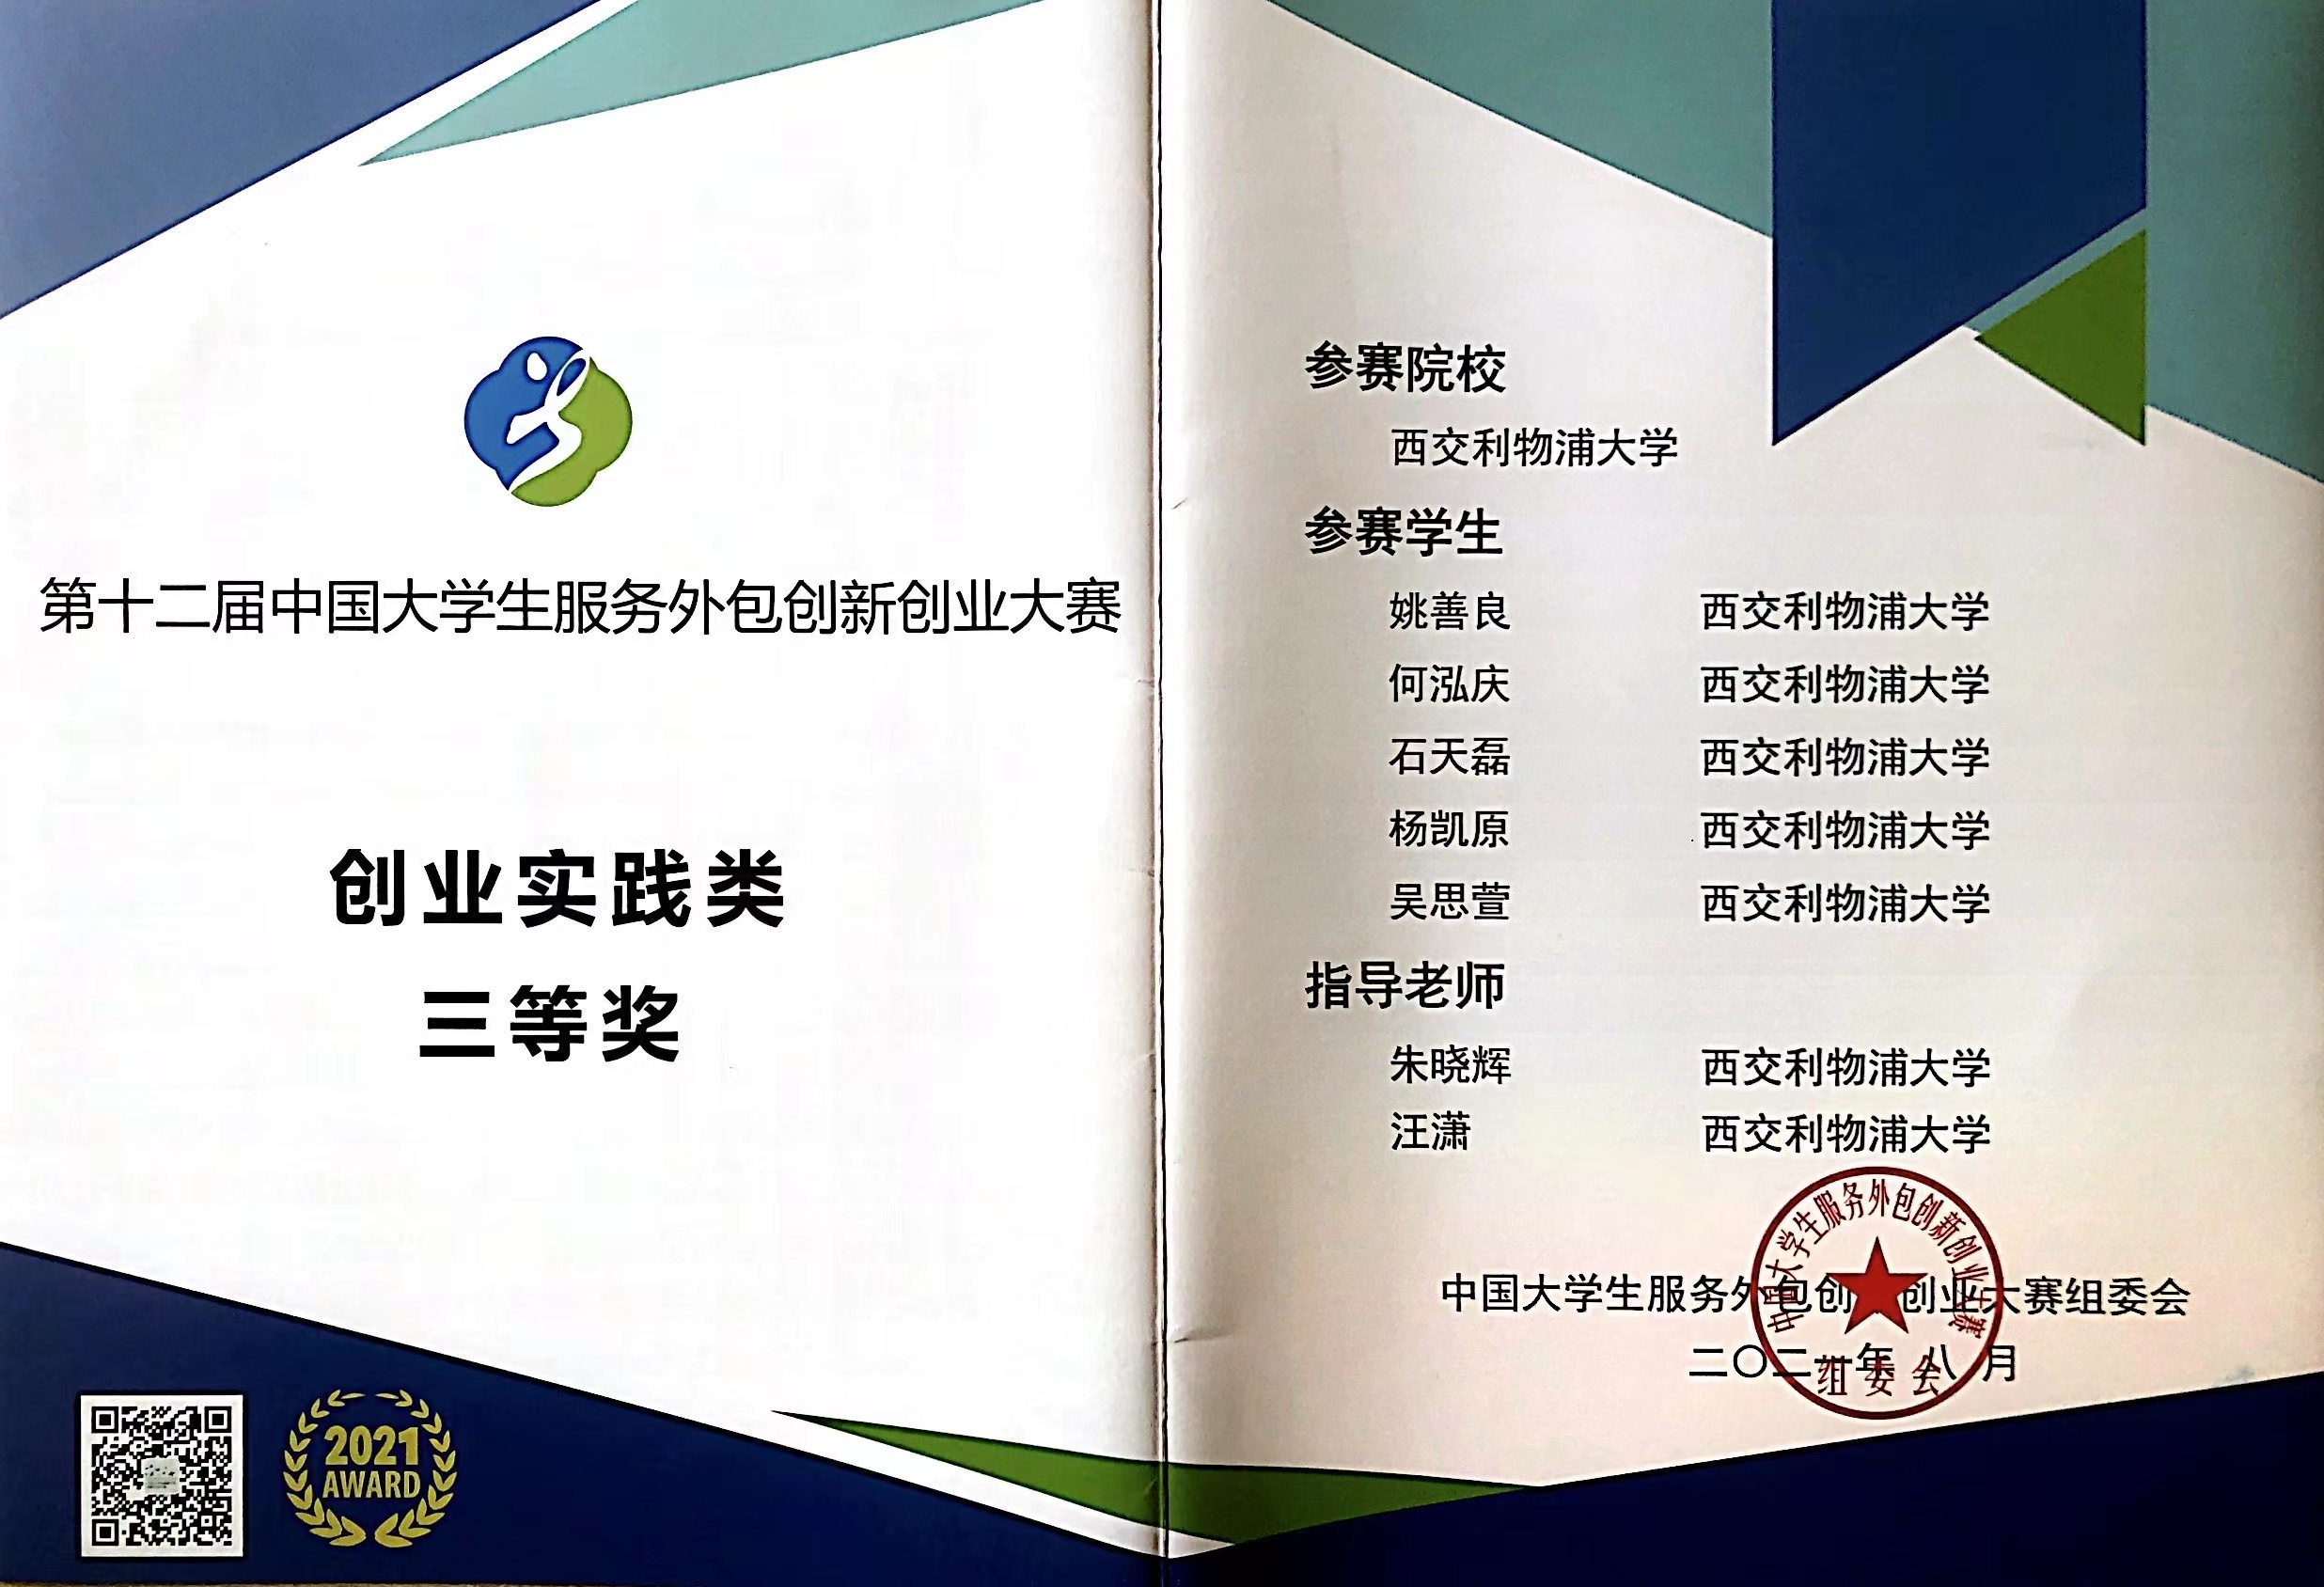 第十二届中国大学生服务外包创新创业大赛
创业实践类
三等奖
2021
AWARD
参赛院校
西交利物浦大学
参赛学生
姚善良 西交利物浦大学
何泓庆 西交利物浦大学
石天磊 西交利物浦大学
杨凯原 西交利物浦大学
吴思萱 西交利物浦大学
指导老师
朱晓辉 西交利物浦大学
汪潇 西交利物浦大学
中国大学生服务外包创新创业大赛组委会
二〇二一年 八 月
中国大学生服务外包创新创业大赛
组委会